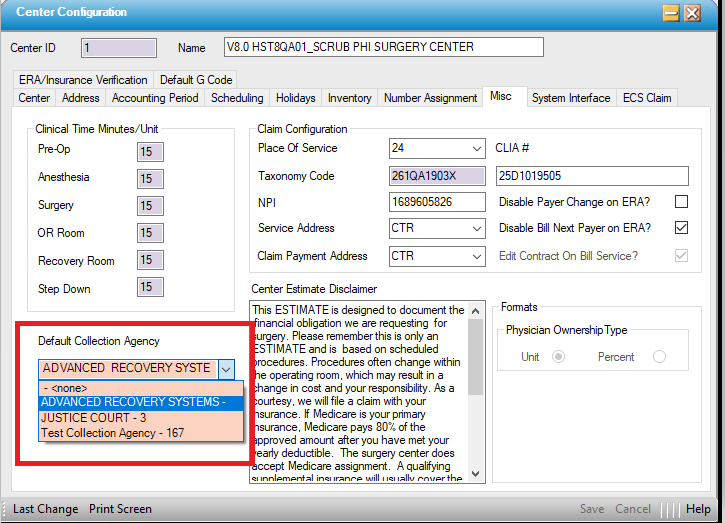 Center Configuration
Center ID 1 Name V8.0 HST8QA01_SCRUB PHI SURGERY CENTER
ERA/Insurance Verification Default G Code
Center Address Accounting Period Scheduling Holidays Inventory Number Assignment Misc System Interface ECS Claim
Clinical Time Minutes/Unit
Pre-Op 15
Anesthesia 15
Surgery 15
OR Room 15
Recovery Room 15
Step Down 15
Claim Configuration
Place Of Service 24 CLIA #
Taxonomy Code 261QA1903X 25D1019505
NPI 1689605826 Disable Payer Change on ERA?
Service Address CTR Disable Bill Next Payer on ERA?
Claim Payment Address CTR Edit Contract On Bill Service?
Default Collection Agency
ADVANCED RECOVERY SYSTE
- <none>
ADVANCED RECOVERY SYSTEMS -
JUSTICE COURT - 3
Test Collection Agency - 167
Center Estimate Disclaimer
This ESTIMATE is designed to document the
financial obligation we are requesting for
surgery. Please remember this is only an
ESTIMATE and is based on scheduled
procedures. Procedures often change within
the operating room, which may result in a
change in cost and your responsibility. As a
courtesy, we will file a claim with your
insurance. If Medicare is your primary
insurance, Medicare pays 80% of the
approved amount after you have met your
yearly deductible. The surgery center does
accept Medicare assignment. A qualifying
supplemental insurance will usually cover the
Formats
Physician Ownership Type
Unit Percent
Last Change Print Screen Save Cancel Help